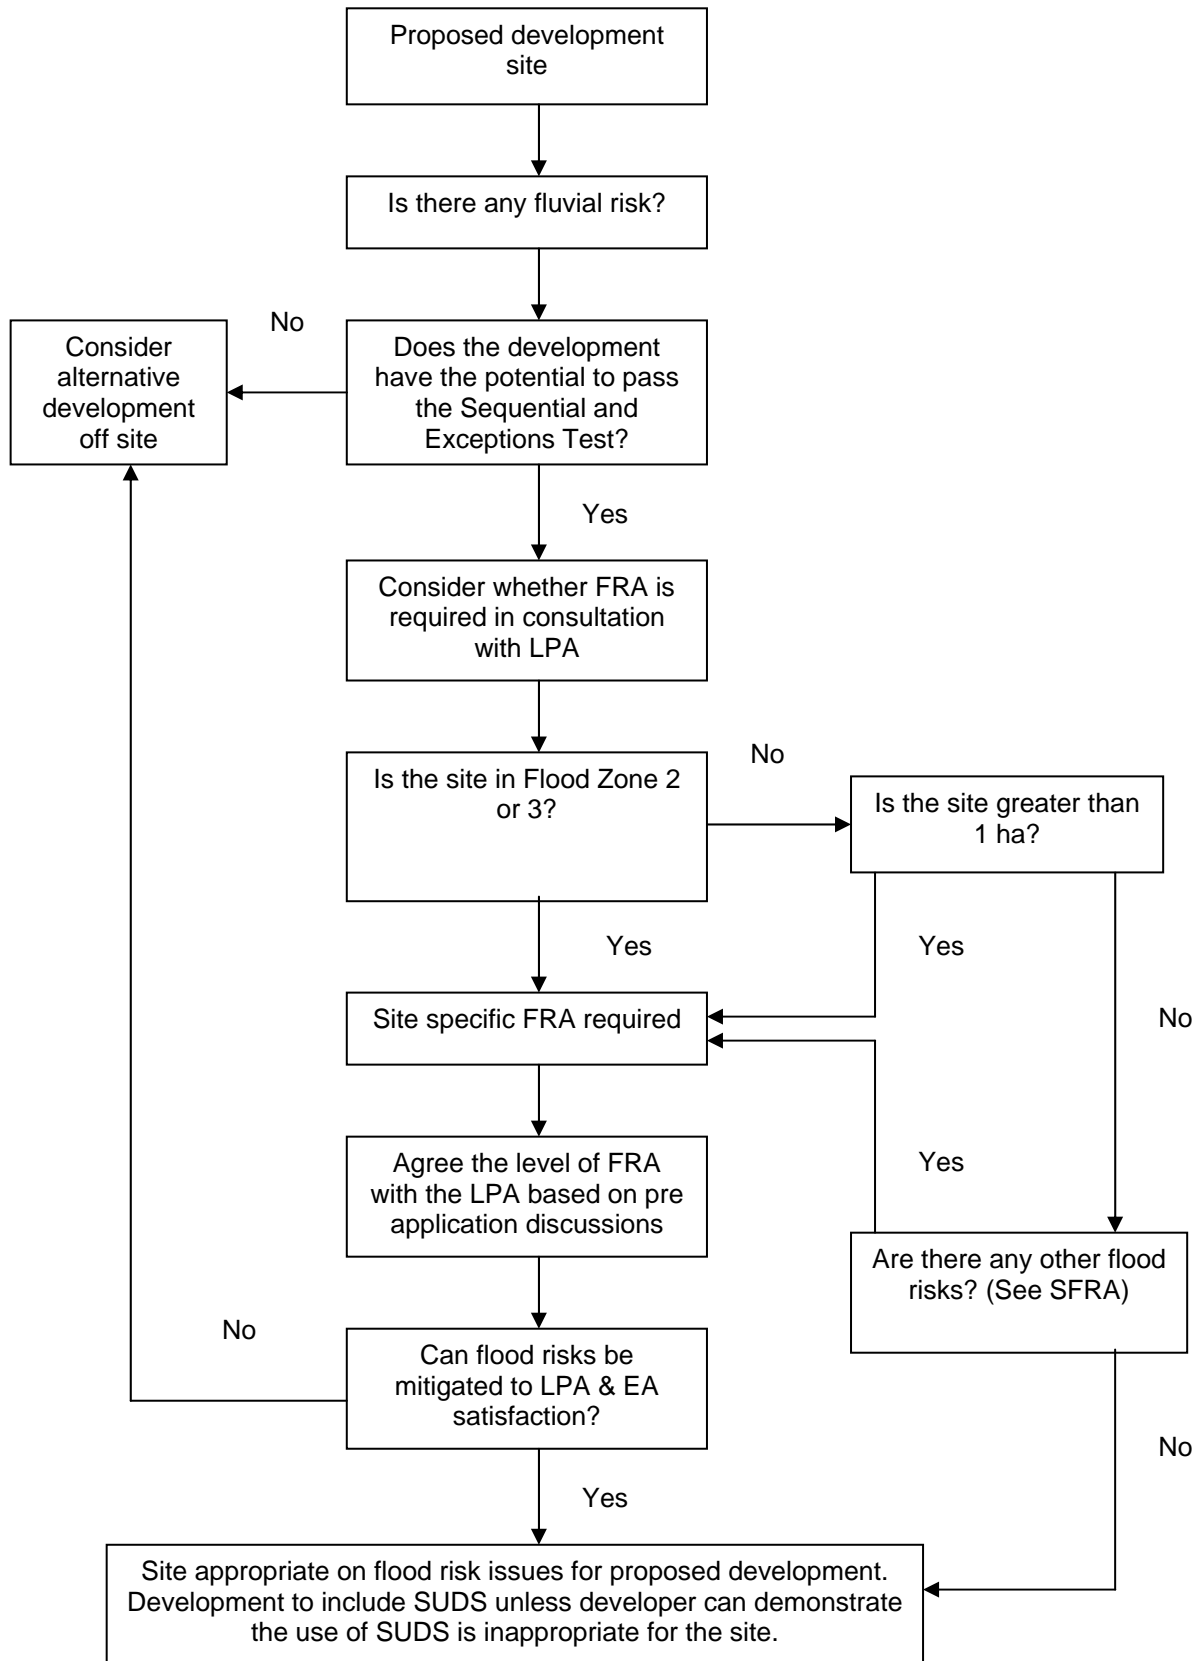 Proposed development
site
Is there any fluvial risk?
No
Consider
alternative
development
off site
Does the development
have the potential to pass
the Sequential and
Exceptions Test?
Yes
Consider whether FRA is
required in consultation
with LPA
Is the site in Flood Zone 2
or 3?
No
Is the site greater than
1 ha?
Yes
Yes
No
Site specific FRA required
Agree the level of FRA
with the LPA based on pre
application discussions
Yes
Are there any other flood
risks? (See SFRA)
No
Can flood risks be
mitigated to LPA & EA
satisfaction?
No
Yes
Site appropriate on flood risk issues for proposed development.
Development to include SUDS unless developer can demonstrate
the use of SUDS is inappropriate for the site.